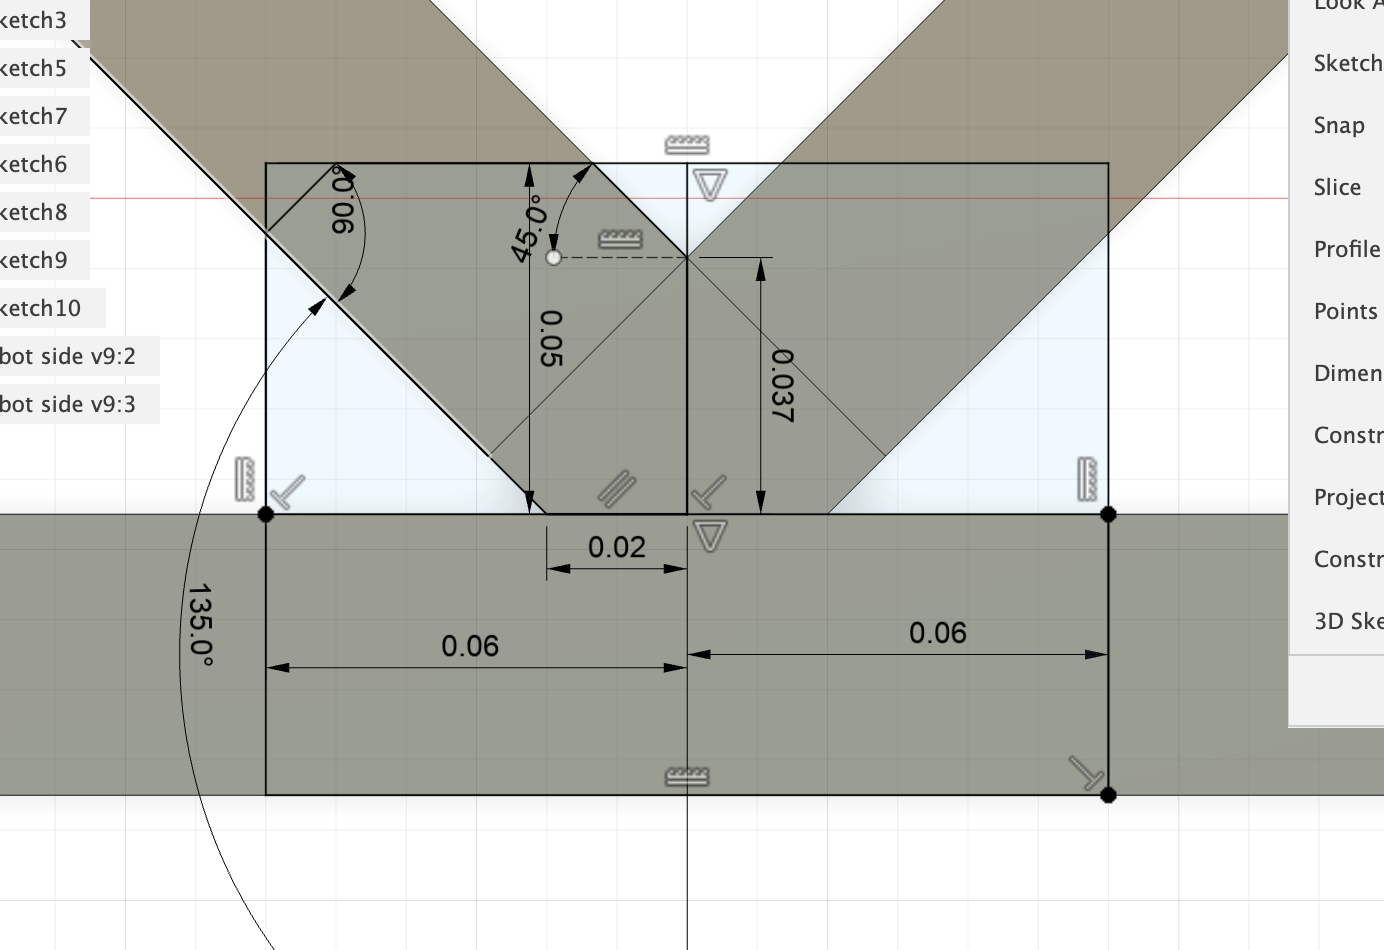 ketch3
ketch5
ketch7
ketch6
ketch8
ketch9
ketch10
bot side v9:2
bot side v9:3
90.0°
45.0°
0.05
0.037
0.02
0.06
0.06
135.0°
Look A
Sketch
Snap
Slice
Profile
Points
Dimen
Constr
Project
Constr
3D Ske